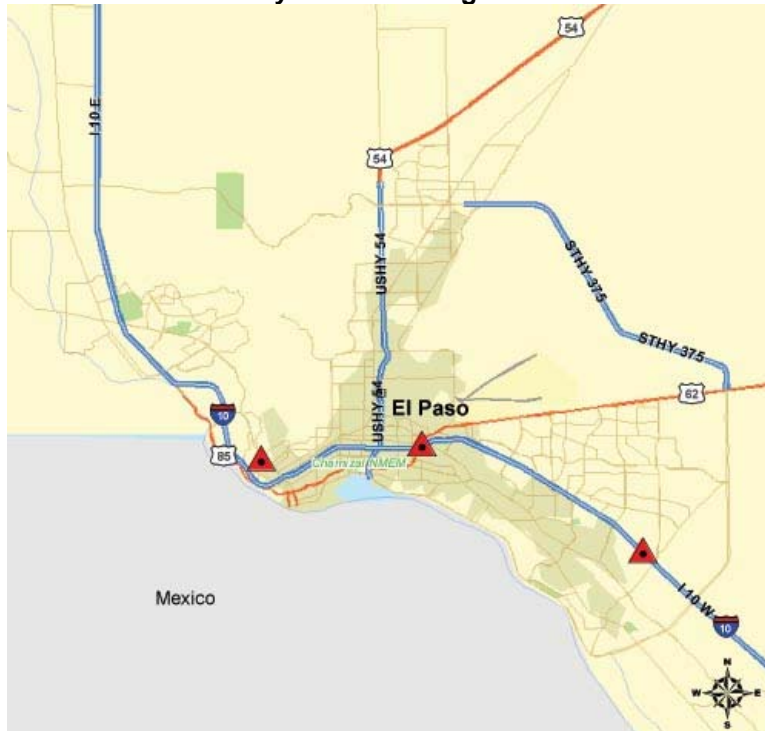 54
I 10 E
54
USHY 54
STHY 375
STHY 375
USHY 54
62
El Paso
10
85
Chamizal NMEM
Mexico
I 10 W
10
N
W
E
S